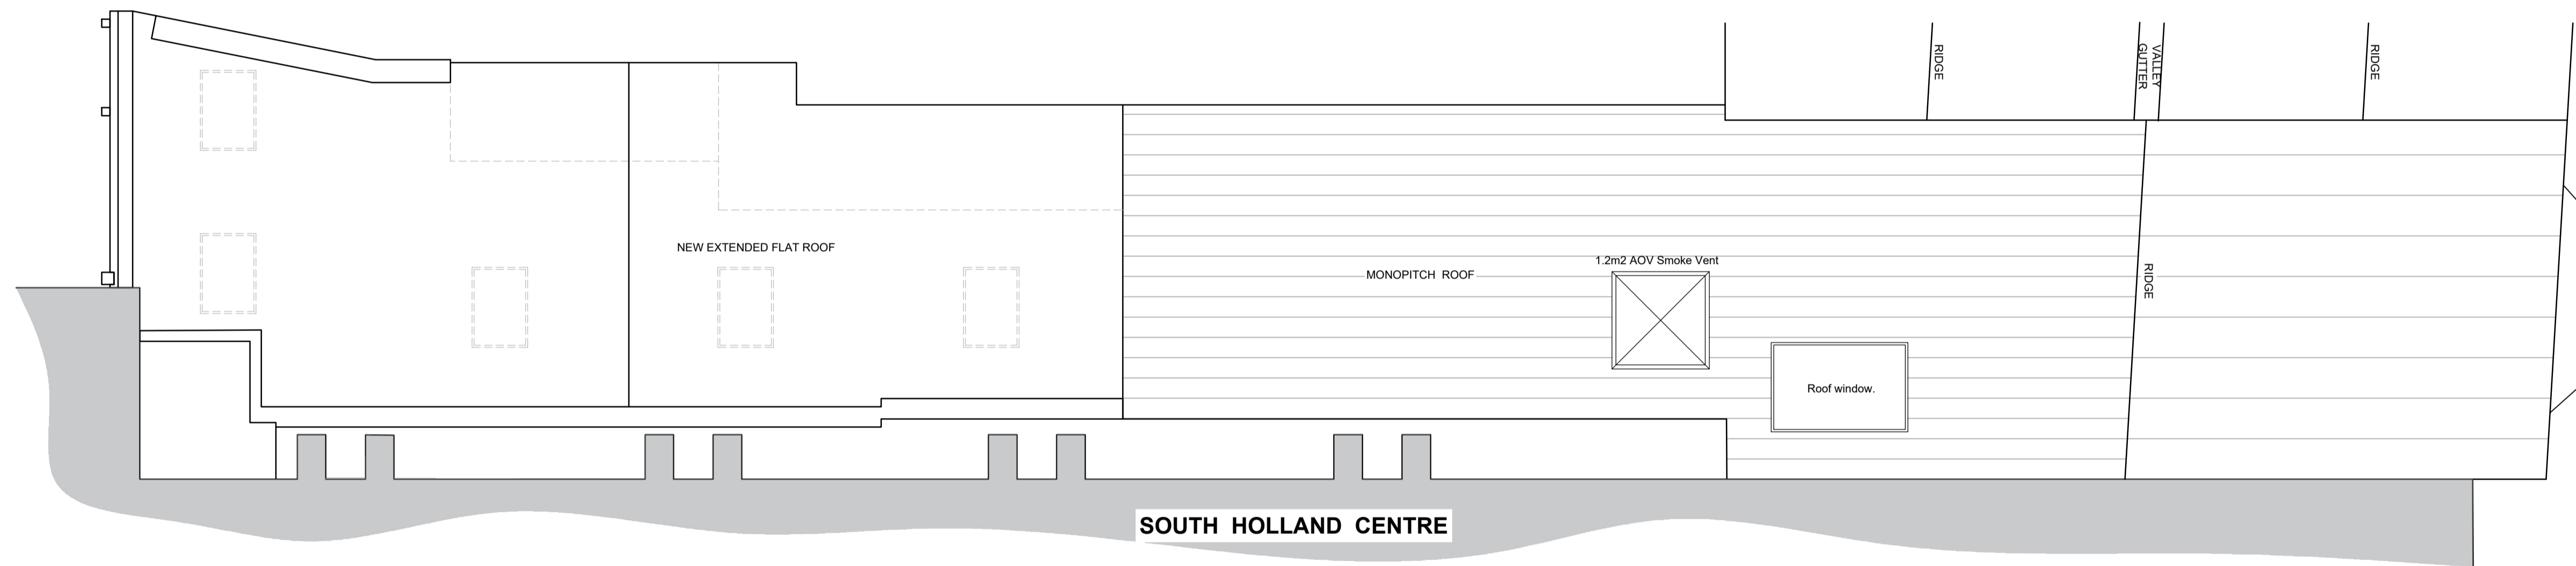 RIDGE
VALLEY
GUTTER
RIDGE
NEW EXTENDED FLAT ROOF
1.2m2 AOV Smoke Vent
MONOPITCH ROOF
RIDGE
Roof window.
SOUTH HOLLAND CENTRE